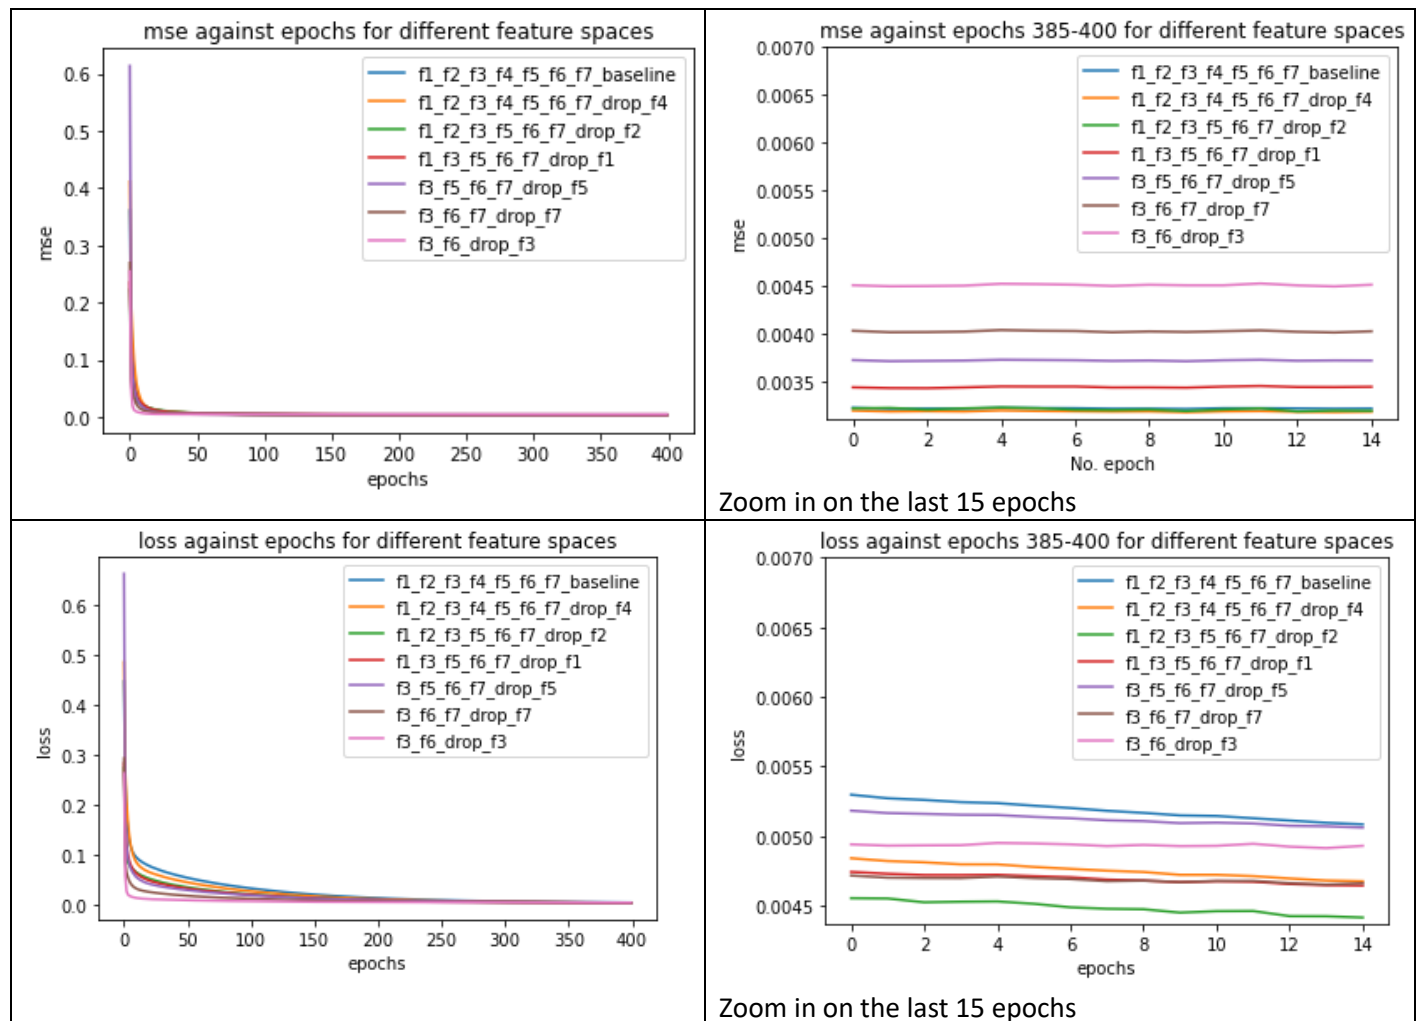 mse against epochs for different feature spaces
0.6
0.5
0.4
0.3
0.2
0.1
0.0
mse
f1_f2_f3_f4_f5_f6_f7_baseline
f1_f2_f3_f4_f5_f6_f7_drop_f4
f1_f2_f3_f5_f6_f7_drop_f2
f1_f3_f5_f6_f7_drop_f1
f3_f5_f6_f7_drop_f5
f3_f6_f7_drop_f7
f3_f6_drop_f3
0 50 100 150 200 250 300 350 400
epochs
mse against epochs 385-400 for different feature spaces
0.0070
0.0065
0.0060
0.0055
0.0050
0.0045
0.0040
0.0035
mse
f1_f2_f3_f4_f5_f6_f7_baseline
f1_f2_f3_f4_f5_f6_f7_drop_f4
f1_f2_f3_f5_f6_f7_drop_f2
f1_f3_f5_f6_f7_drop_f1
f3_f5_f6_f7_drop_f5
f3_f6_f7_drop_f7
f3_f6_drop_f3
0 2 4 6 8 10 12 14
No. epoch
Zoom in on the last 15 epochs
loss against epochs for different feature spaces
0.6
0.5
0.4
0.3
0.2
0.1
0.0
loss
f1_f2_f3_f4_f5_f6_f7_baseline
f1_f2_f3_f4_f5_f6_f7_drop_f4
f1_f2_f3_f5_f6_f7_drop_f2
f1_f3_f5_f6_f7_drop_f1
f3_f5_f6_f7_drop_f5
f3_f6_f7_drop_f7
f3_f6_drop_f3
0 50 100 150 200 250 300 350 400
epochs
loss against epochs 385-400 for different feature spaces
0.0070
0.0065
0.0060
0.0055
0.0050
0.0045
loss
f1_f2_f3_f4_f5_f6_f7_baseline
f1_f2_f3_f4_f5_f6_f7_drop_f4
f1_f2_f3_f5_f6_f7_drop_f2
f1_f3_f5_f6_f7_drop_f1
f3_f5_f6_f7_drop_f5
f3_f6_f7_drop_f7
f3_f6_drop_f3
0 2 4 6 8 10 12 14
epochs
Zoom in on the last 15 epochs